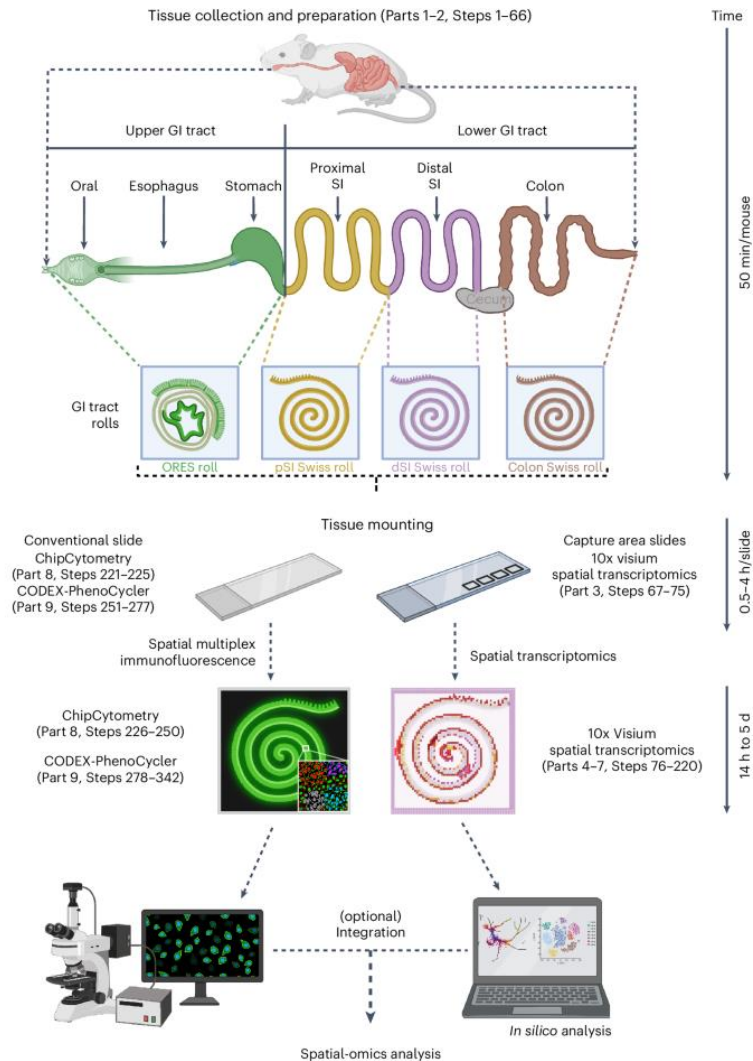 Tissue collection and preparation (Parts 1–2, Steps 1–66)
Time
Upper GI tract
Lower GI tract
Oral
Esophagus
Stomach
Proximal
SI
Distal
SI
Colon
Cecum
50 min/mouse
GI tract
rolls
ORES roll
pSI Swiss roll
dSI Swiss roll
Colon Swiss roll
Tissue mounting
Conventional slide
ChipCytometry
(Part 8, Steps 221–225)
CODEX-PhenoCycler
(Part 9, Steps 251–277)
Capture area slides
10x visium
spatial transcriptomics
(Part 3, Steps 67–75)
0.5–4 h/slide
Spatial multiplex
immunofluorescence
Spatial transcriptomics
ChipCytometry
(Part 8, Steps 226–250)
CODEX-PhenoCycler
(Part 9, Steps 278–342)
10x Visium
spatial transcriptomics
(Parts 4–7, Steps 76–220)
14 h to 5 d
(optional)
Integration
In silico analysis
Spatial-omics analysis